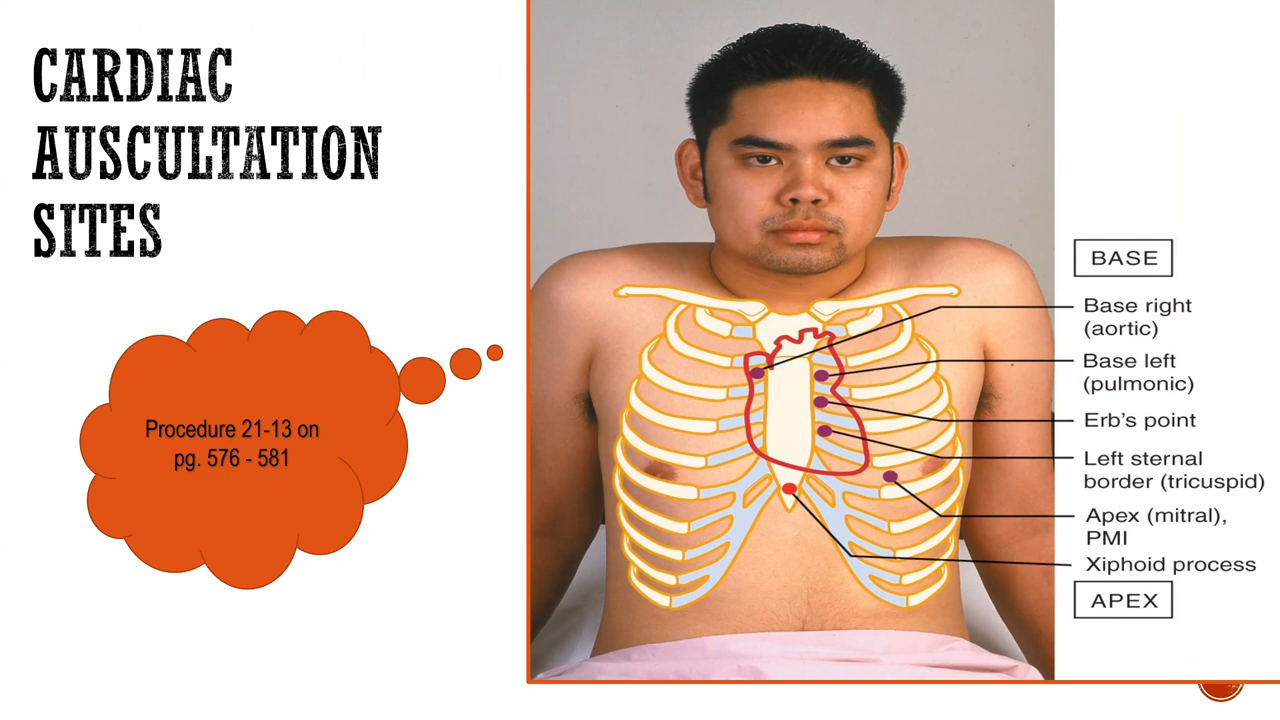 CARDIAC
AUSCULTATION
SITES
Procedure 21-13 on
pg. 576 - 581
BASE
Base right
(aortic)
Base left
(pulmonic)
Erb's point
Left sternal
border (tricuspid)
Apex (mitral),
PMI
Xiphoid process
APEX